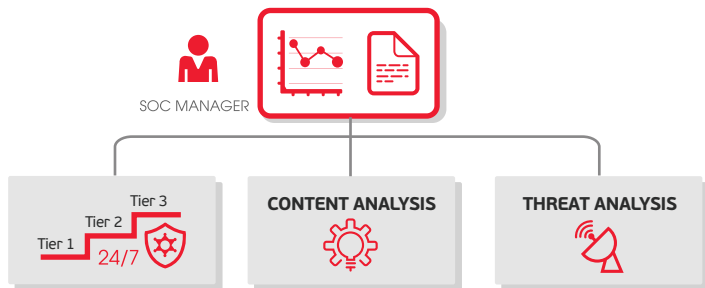 SOC MANAGER
Tier 3
Tier 2
Tier 1
24/7
CONTENT ANALYSIS
THREAT ANALYSIS